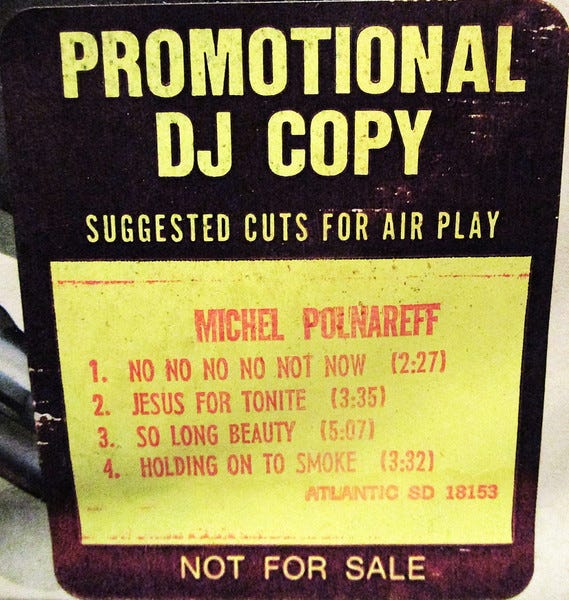 PROMOTIONAL
DJ COPY
SUGGESTED CUTS FOR AIR PLAY
MICHEL POLNAREFF
1. NO NO NO NO NOT NOW (2:27)
2. JESUS FOR TONITE (3:35)
3. SO LONG BEAUTY (5:07)
4. HOLDING ON TO SMOKE (3:32)
ATLANTIC SD 18153
NOT FOR SALE